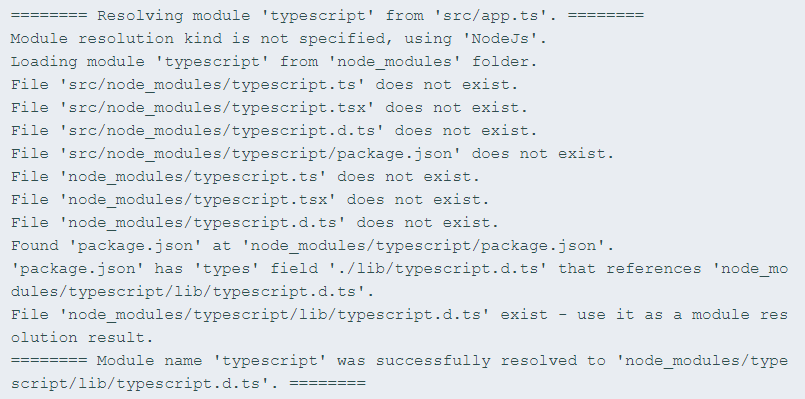 ======== Resolving module 'typescript' from 'src/app.ts'. ========
Module resolution kind is not specified, using 'NodeJs'.
Loading module 'typescript' from 'node_modules' folder.
File 'src/node_modules/typescript.ts' does not exist.
File 'src/node_modules/typescript.tsx' does not exist.
File 'src/node_modules/typescript.d.ts' does not exist.
File 'src/node_modules/typescript/package.json' does not exist.
File 'node_modules/typescript.ts' does not exist.
File 'node_modules/typescript.tsx' does not exist.
File 'node_modules/typescript.d.ts' does not exist.
Found 'package.json' at 'node_modules/typescript/package.json'.
'package.json' has 'types' field './lib/typescript.d.ts' that references 'node_mo
dules/typescript/lib/typescript.d.ts'.
File 'node_modules/typescript/lib/typescript.d.ts' exist - use it as a module res
olution result.
======== Module name 'typescript' was successfully resolved to 'node_modules/type
script/lib/typescript.d.ts'. ========